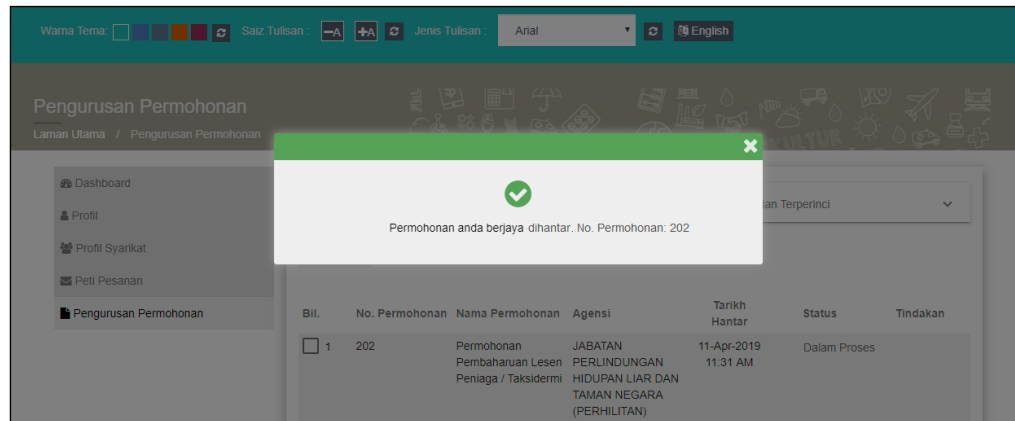 Warna Tema:
Saiz Tulisan :
-A
+A
Jenis Tulisan :
Arial
English
Pengurusan Permohonan
Laman Utama / Pengurusan Permohonan
Dashboard
Profil
Profil Syarikat
Peti Pesanan
Pengurusan Permohonan
Permohonan anda berjaya dihantar. No. Permohonan: 202
Terperinci
Bil. No. Permohonan Nama Permohonan Agensi Tarikh Hantar Status Tindakan
1 202 Permohonan JABATAN 11-Apr-2019 Dalam Proses
Pembaharuan Lesen PERLINDUNGAN 11:31 AM
Peniaga / Taksidermi HIDUPAN LIAR DAN
TAMAN NEGARA
(PERHILITAN)